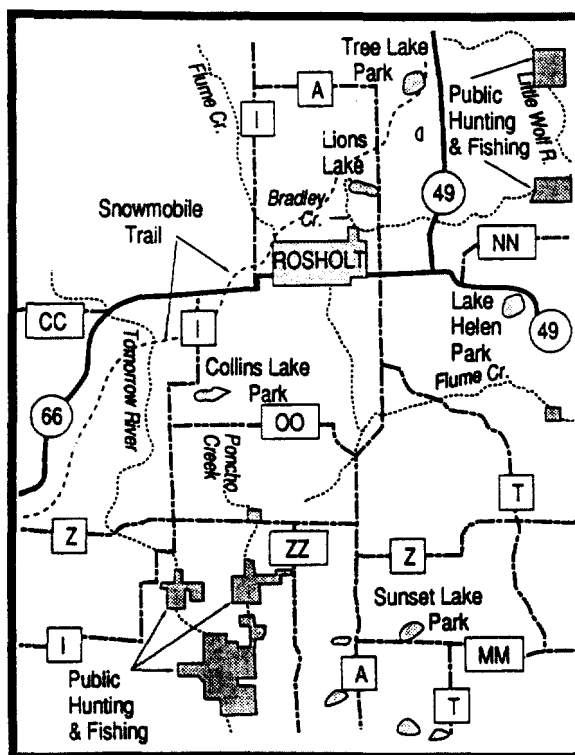 Tree Lake
Park
Flume Cr.
A
I
Public
Hunting
& Fishing
Little Wolf R.
Lions
Lake
Bradley
Cr.
Snowmobile
Trail
49
NN
ROSHOLT
CC
I
Lake
Helen
Park
49
Tomorrow River
Collins Lake
Park
Flume Cr.
66
OO
Poncho
Creek
T
Z
ZZ
Z
Sunset Lake
Park
I
MM
Public
Hunting
& Fishing
A
T